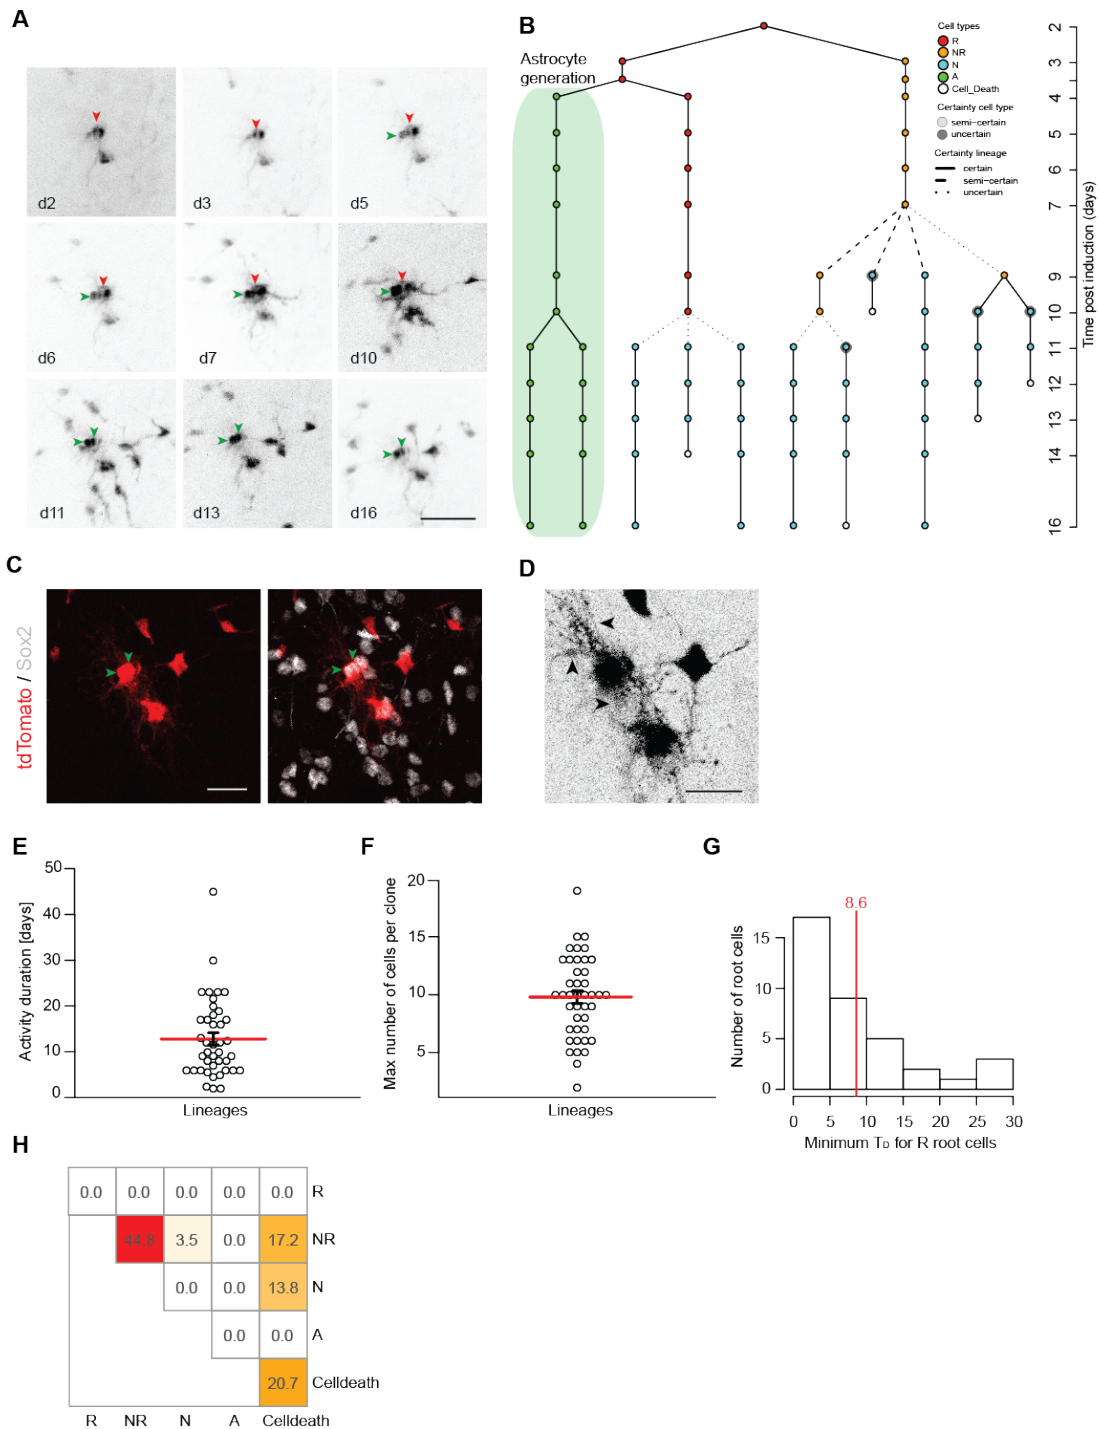 A
d2
d3
d5
d6
d7
d10
d11
d13
d16
B
Astrocyte
generation
Cell types
R
NR
N
A
Cell_Death
Certainty cell type
semi-certain
uncertain
Certainty lineage
certain
semi-certain
uncertain
2
3
4
5
6
7
9
10
11
12
13
14
16
Time post induction (days)
C
tdTomato / Sox2
D
E
50
40
30
20
10
0
Activity duration [days]
Lineages
F
20
15
10
5
Max number of cells per clone
Lineages
G
8.6
15
10
5
0
Number of root cells
0 5 10 15 20 25 30
Minimum TD for R root cells
H
0.0 0.0 0.0 0.0 0.0 R
44.8 3.5 0.0 17.2 NR
0.0 0.0 13.8 N
0.0 0.0 A
20.7 Celldeath
R NR N A Celldeath